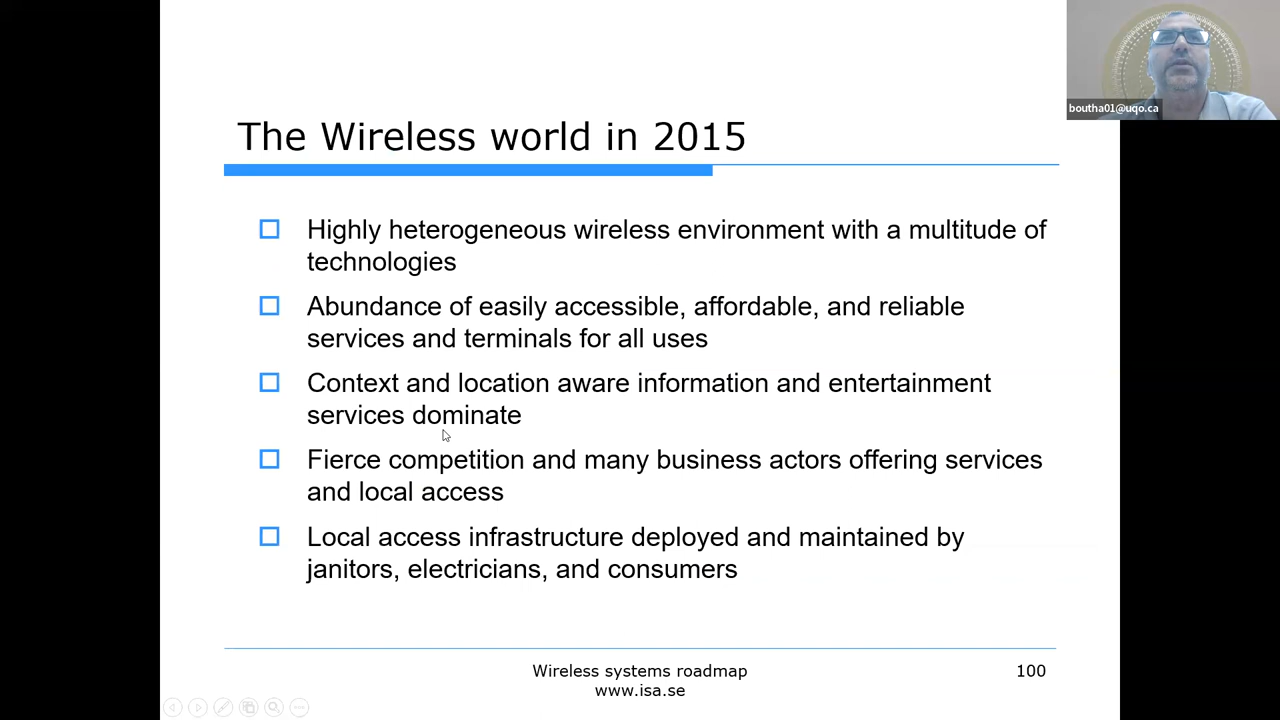 boutha01@uqo.ca
The Wireless world in 2015
Highly heterogeneous wireless environment with a multitude of
technologies
Abundance of easily accessible, affordable, and reliable
services and terminals for all uses
Context and location aware information and entertainment
services dominate
Fierce competition and many business actors offering services
and local access
Local access infrastructure deployed and maintained by
janitors, electricians, and consumers
Wireless systems roadmap
www.isa.se
100